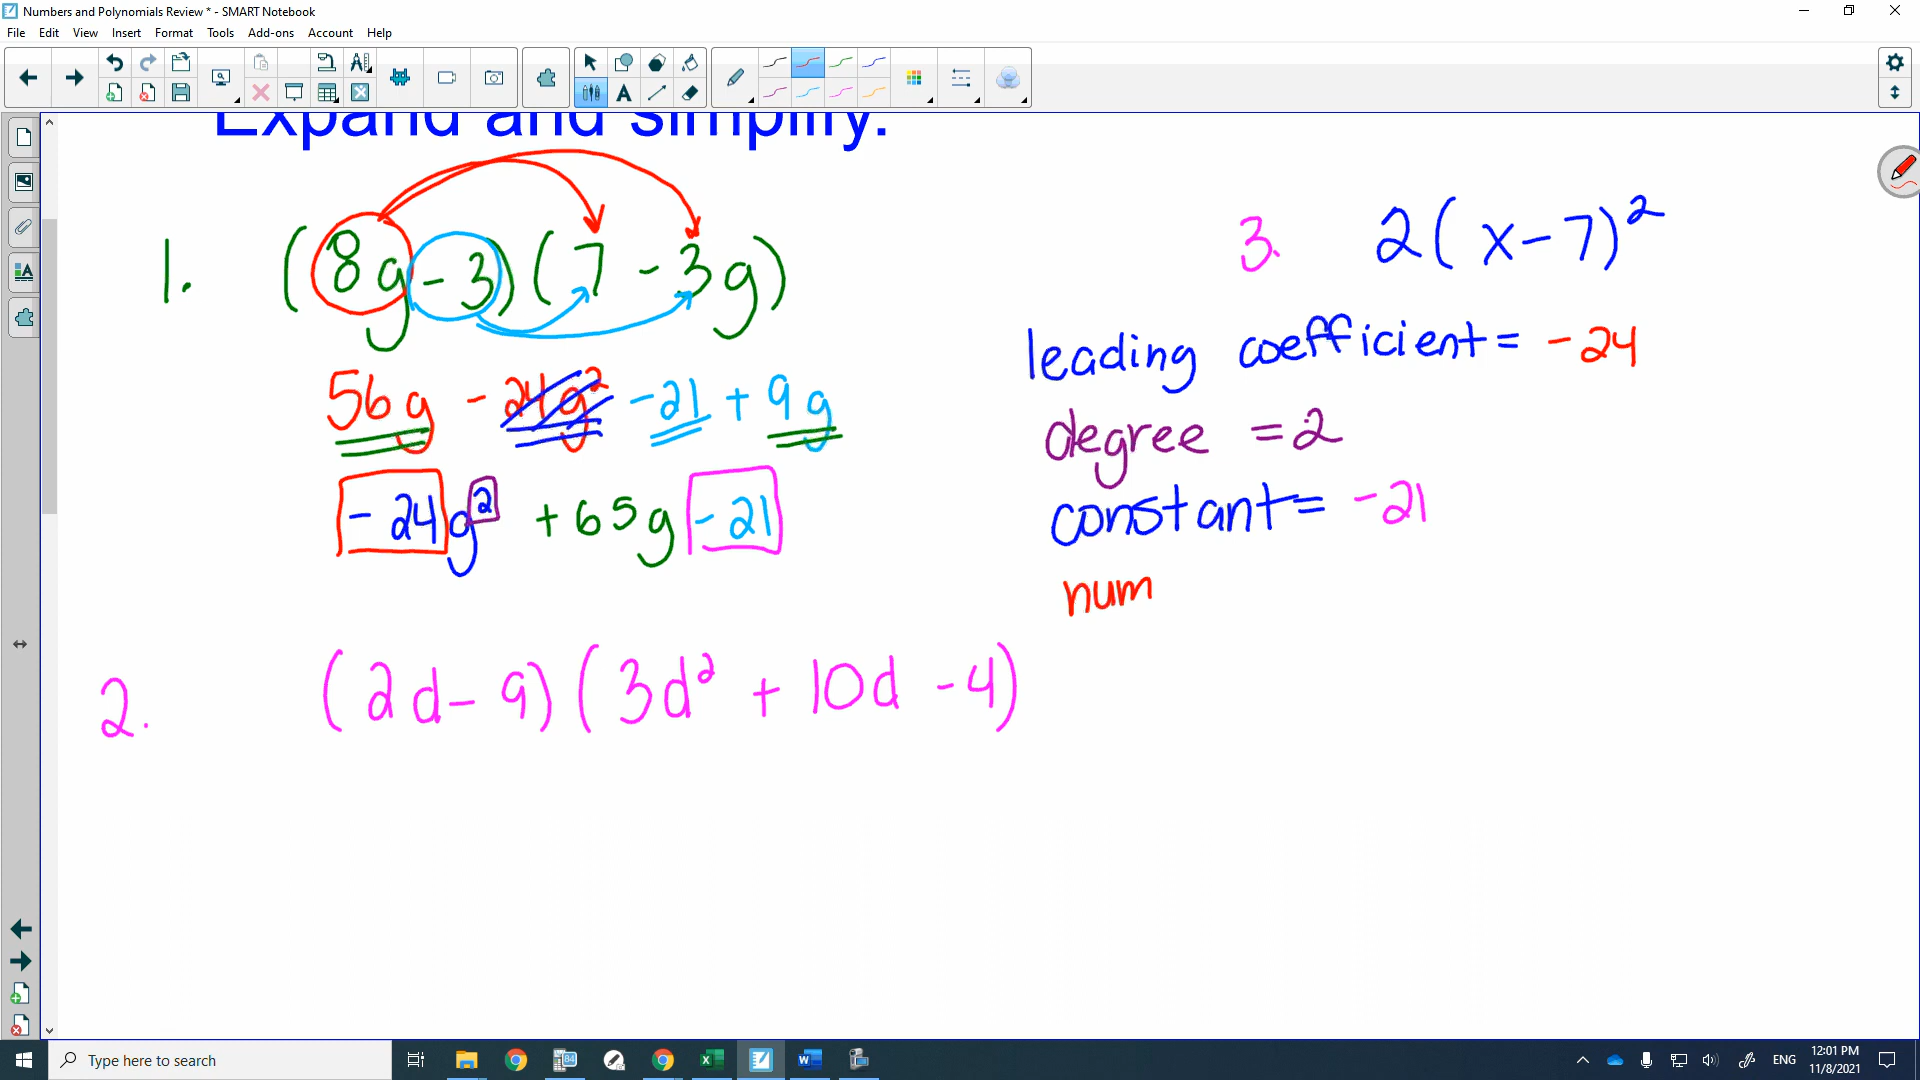 Numbers and Polynomials Review * - SMART Notebook
File Edit View Insert Format Tools Add-ons Account Help
Expand and simplify.
1. (8g - 3)(7 - 3g)
56g - 24g² - 21 + 9g
- 24g² + 65g - 21
2. (2d - 9)(3d² + 10d - 4)
3. 2(x - 7)²
leading coefficient = - 24
degree = 2
constant = - 21
num
Type here to search
ENG
12:01 PM
11/8/2021